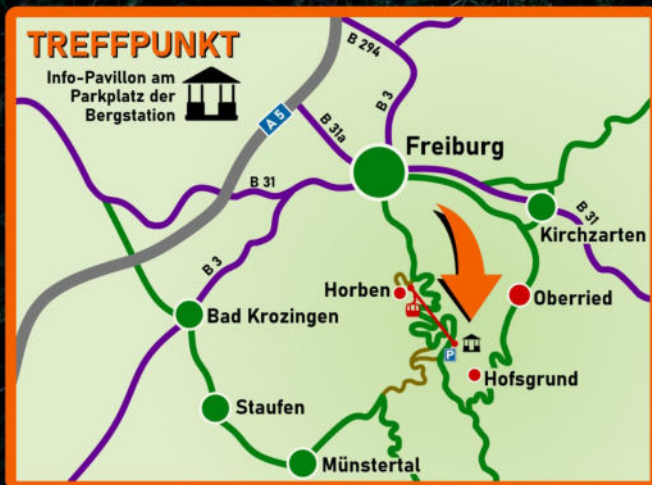 TREFFPUNKT
Info-Pavillon am
Parkplatz der
Bergstation
B 294
B 3
A 5
B 31a
Freiburg
B 31
B 31
Kirchzarten
B 3
Horben
Oberried
Bad Krozingen
P
Hofsgrund
Staufen
Münstertal